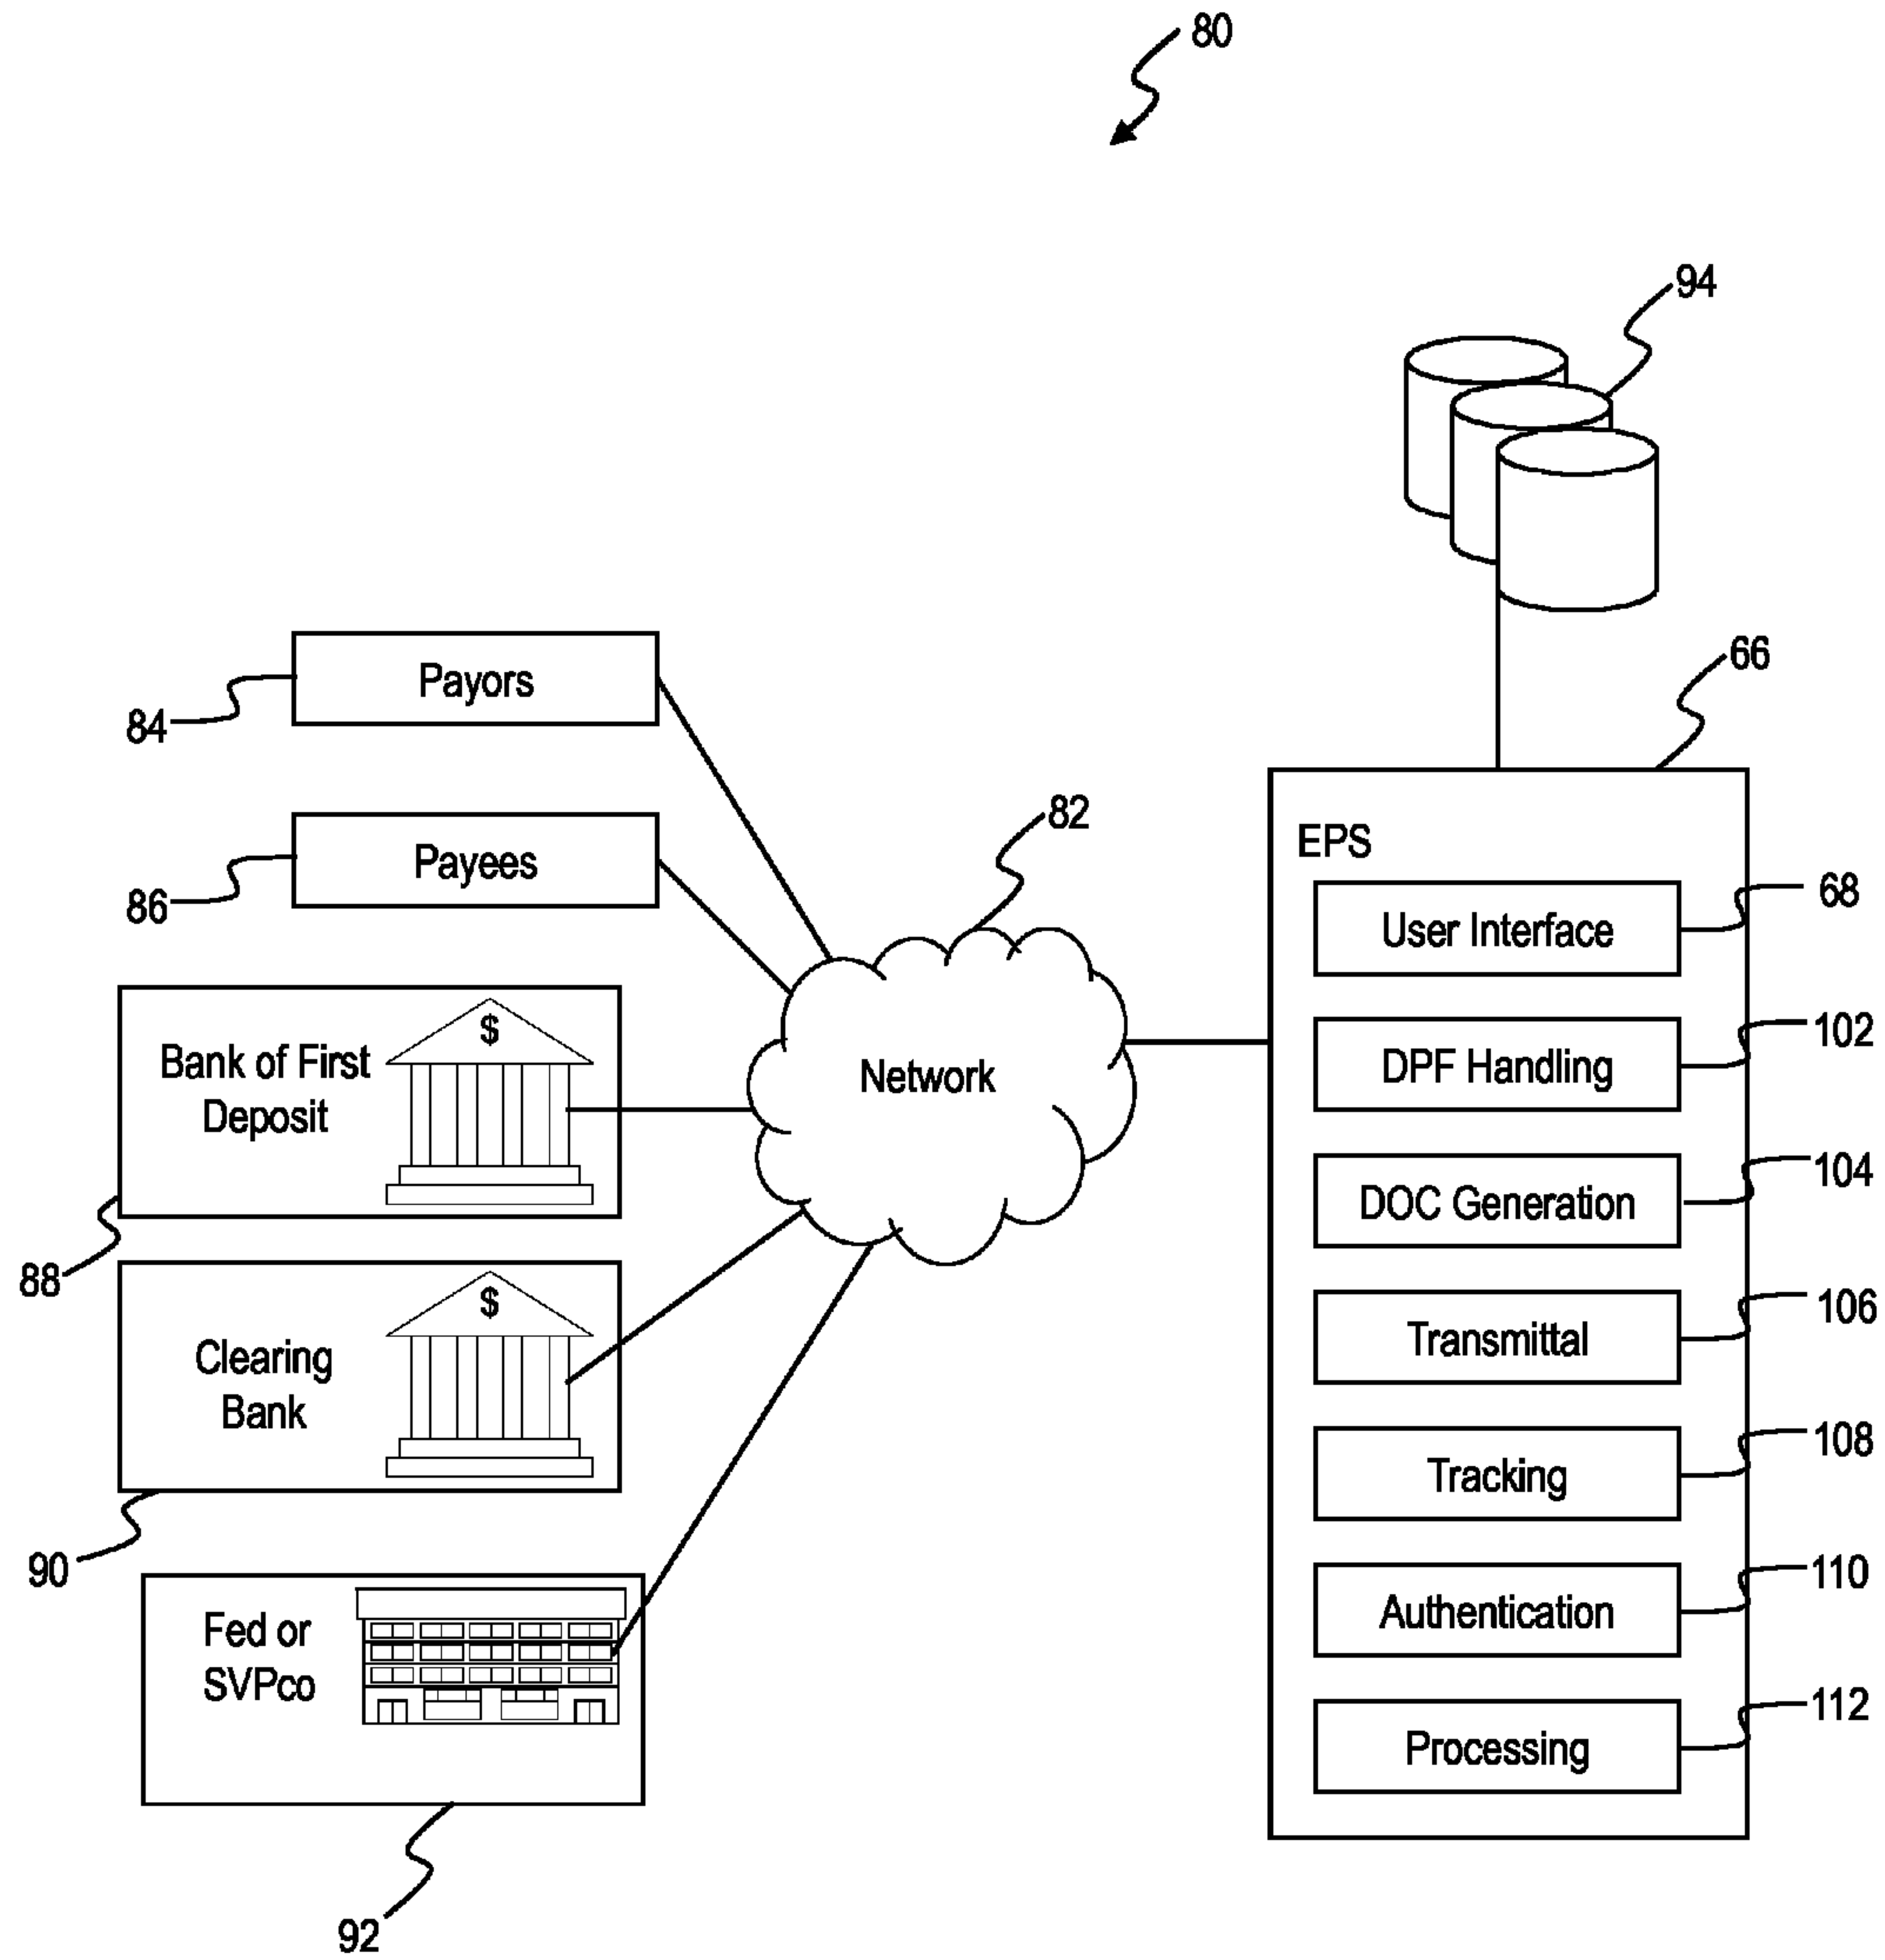 80
94
66
Payors
84
Payees
86
82
EPS
User Interface
68
$
Bank of First
Deposit
88
Network
DPF Handling
102
DOC Generation
104
$
Clearing
Bank
90
Transmittal
106
Tracking
108
Fed or
SVPco
92
Authentication
110
Processing
112